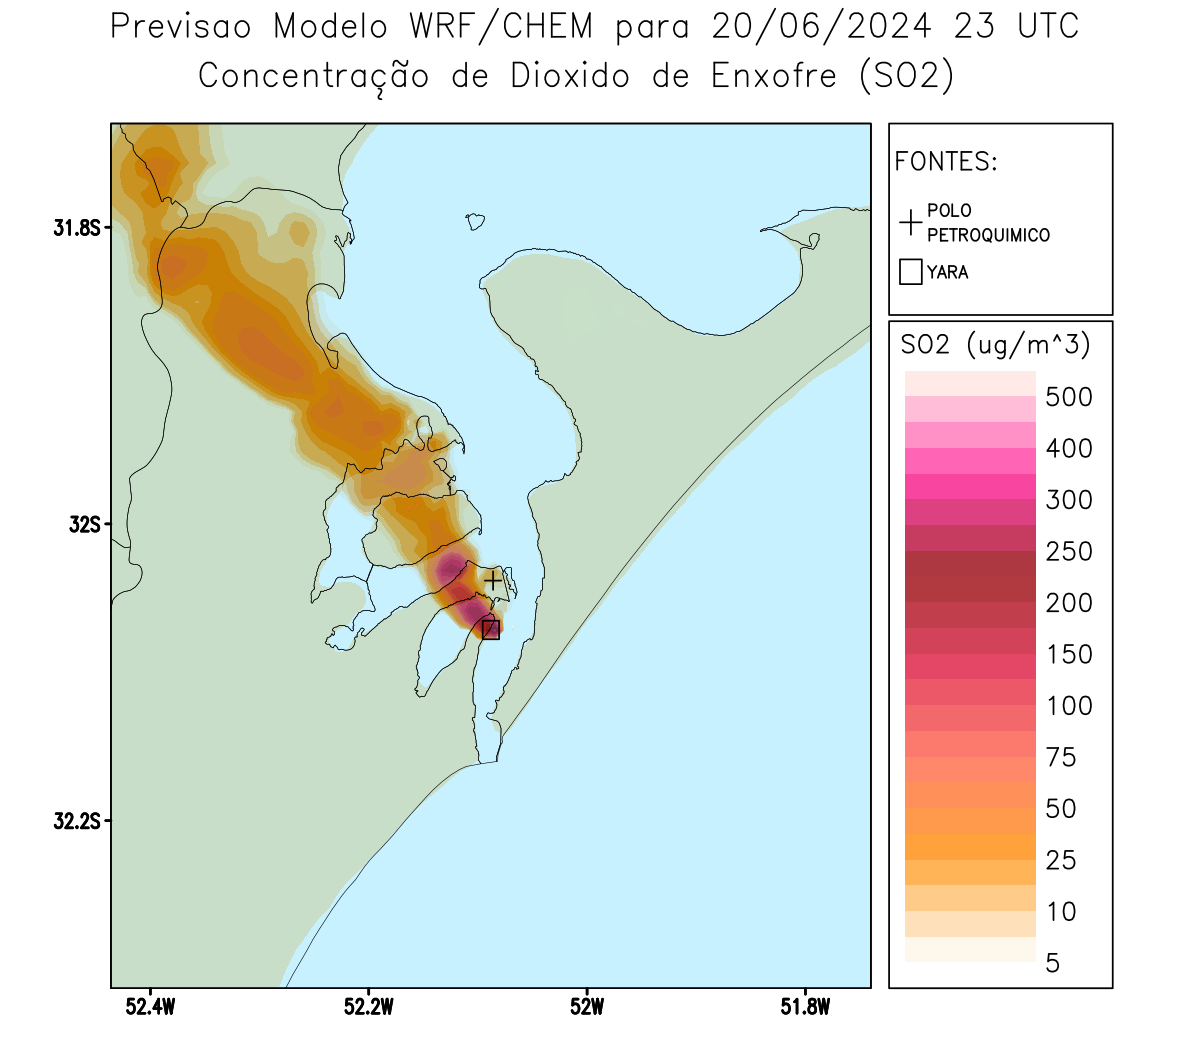 Previsao Modelo WRF/CHEM para 20/06/2024 23 UTC
Concentração de Dioxido de Enxofre (SO2)
FONTES:
POLO
PETROQUIMICO
YARA
SO2 (ug/m^3)
500
400
300
250
200
150
100
75
50
25
10
5
31.8S
32S
32.2S
52.4W
52.2W
52W
51.8W